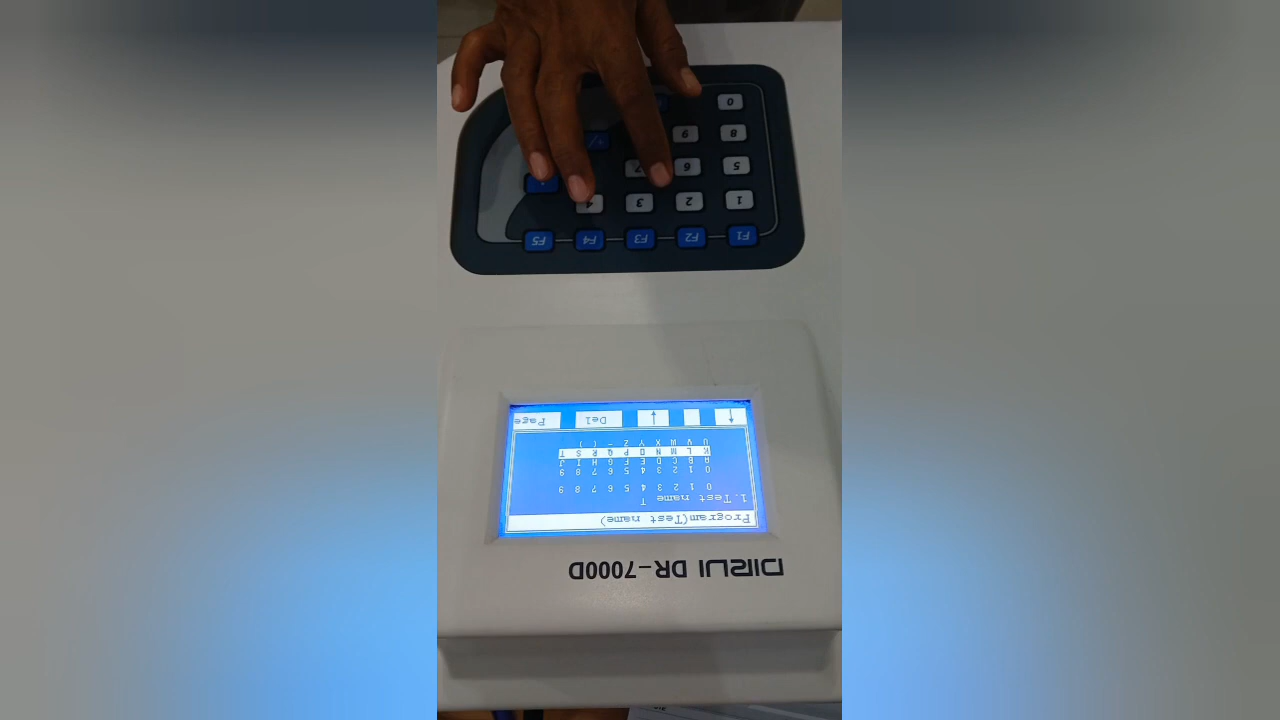 DIRUI DR-7000D
Program(Test name)
1.Test name T
0 1 2 3 4 5 6 7 8 9
0 1 2 3 4 5 6 7 8 9
A B C D E F G H I J
K L M N O P Q R S T
U V W X Y Z - ( )
↑ ↓ Del Page
F1 F2 F3 F4 F5
1 2 3 4
5 6 7
8 9
0